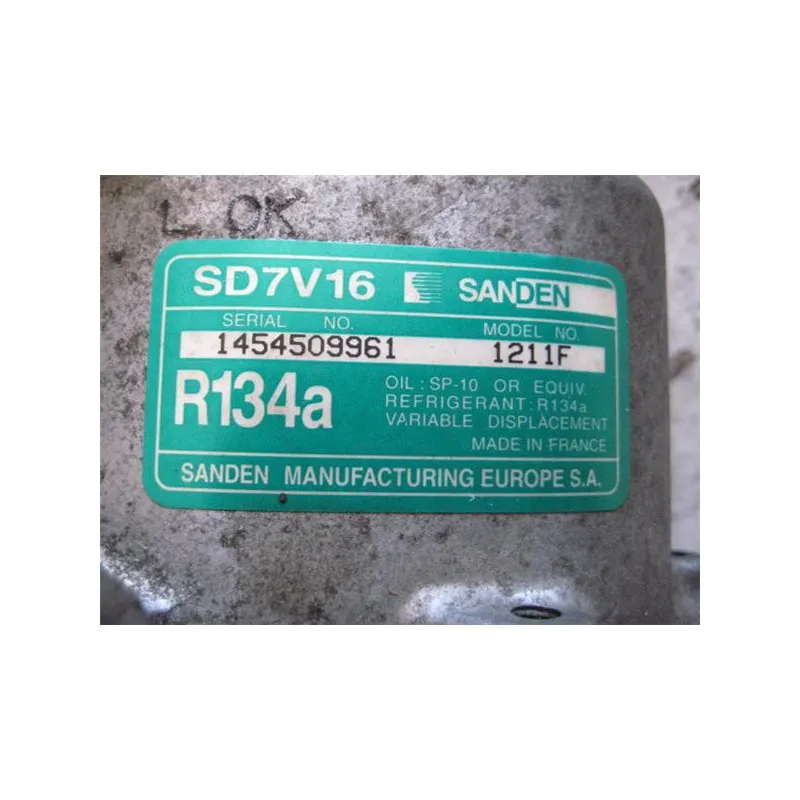 L OK
SD7V16 SANDEN
SERIAL NO. MODEL NO.
1454509961 1211F
R134a
OIL: SP-10 OR EQUIV.
REFRIGERANT: R134a
VARIABLE DISPLACEMENT
MADE IN FRANCE
SANDEN MANUFACTURING EUROPE S.A.